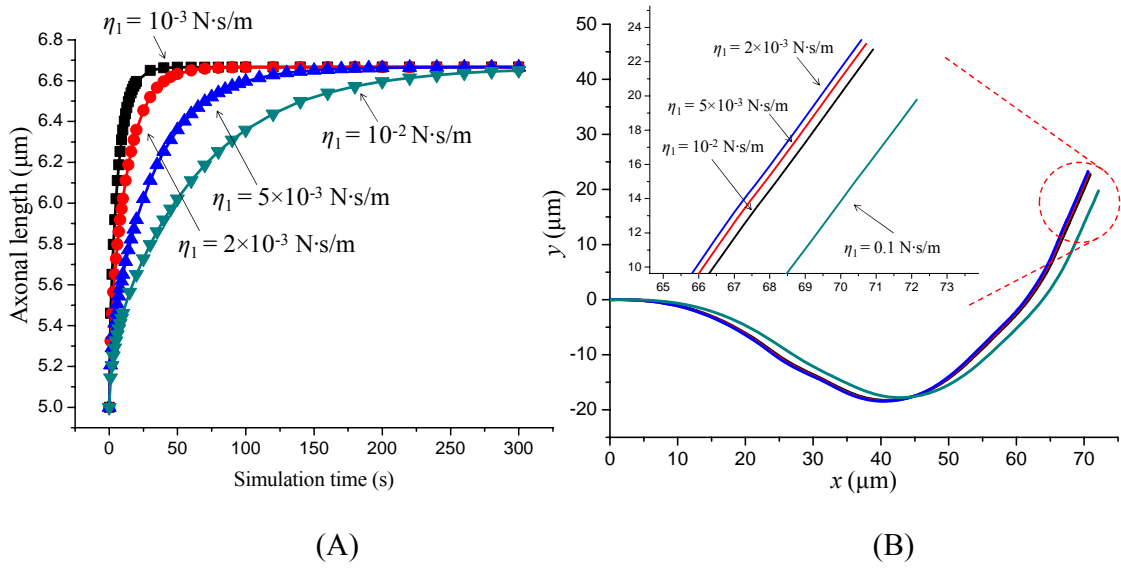 η₁ = 10⁻³ N·s/m
6.8
6.6
6.4
6.2
6.0
5.8
5.6
5.4
5.2
5.0
Axonal length (μm)
η₁ = 10⁻² N·s/m
η₁ = 5×10⁻³ N·s/m
η₁ = 2×10⁻³ N·s/m
0 50 100 150 200 250 300
Simulation time (s)
(A)
50
40
30
20
10
0
-10
-20
y (μm)
24
22
20
18
16
14
12
10
η₁ = 2×10⁻³ N·s/m
η₁ = 5×10⁻³ N·s/m
η₁ = 10⁻² N·s/m
η₁ = 0.1 N·s/m
65 66 67 68 69 70 71 72 73
0 10 20 30 40 50 60 70
x (μm)
(B)